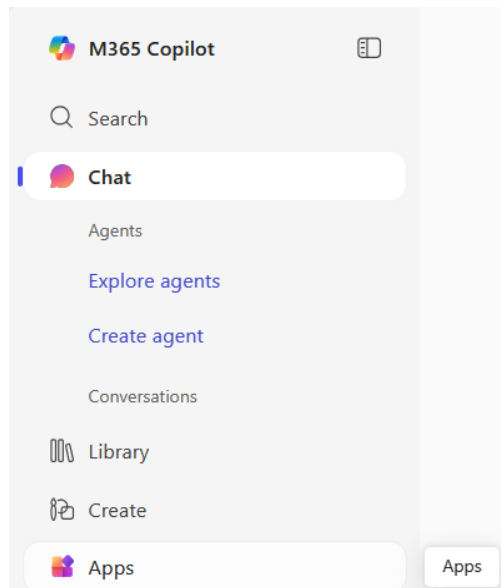 M365 Copilot
Search
Chat
Agents
Explore agents
Create agent
Conversations
Library
Create
Apps
Apps